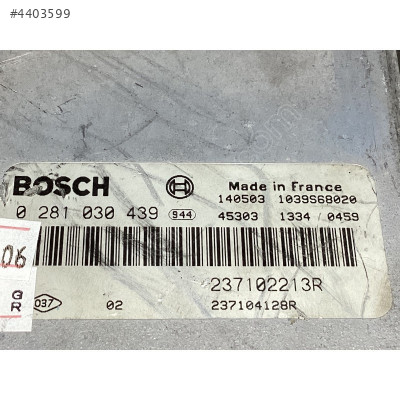 #4403599
BOSCH
Made in France
140503 1039S68020
0 281 030 439 944 45303 1334 / 0459
06
237102213R
G
R
037 02 237104128R